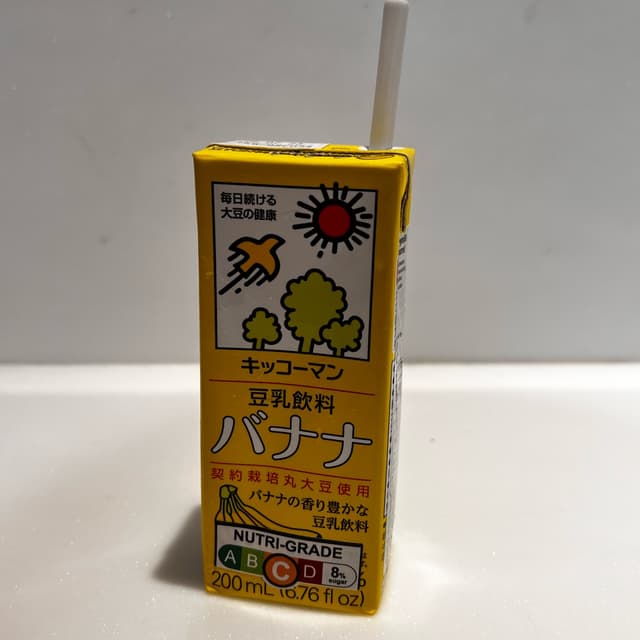 毎日続ける
大豆の健康
キッコーマン
豆乳飲料
バナナ
契約栽培丸大豆使用
バナナの香り豊かな
豆乳飲料
NUTRI-GRADE
A B C D 8% sugar
200 mL (6.76 fl oz)